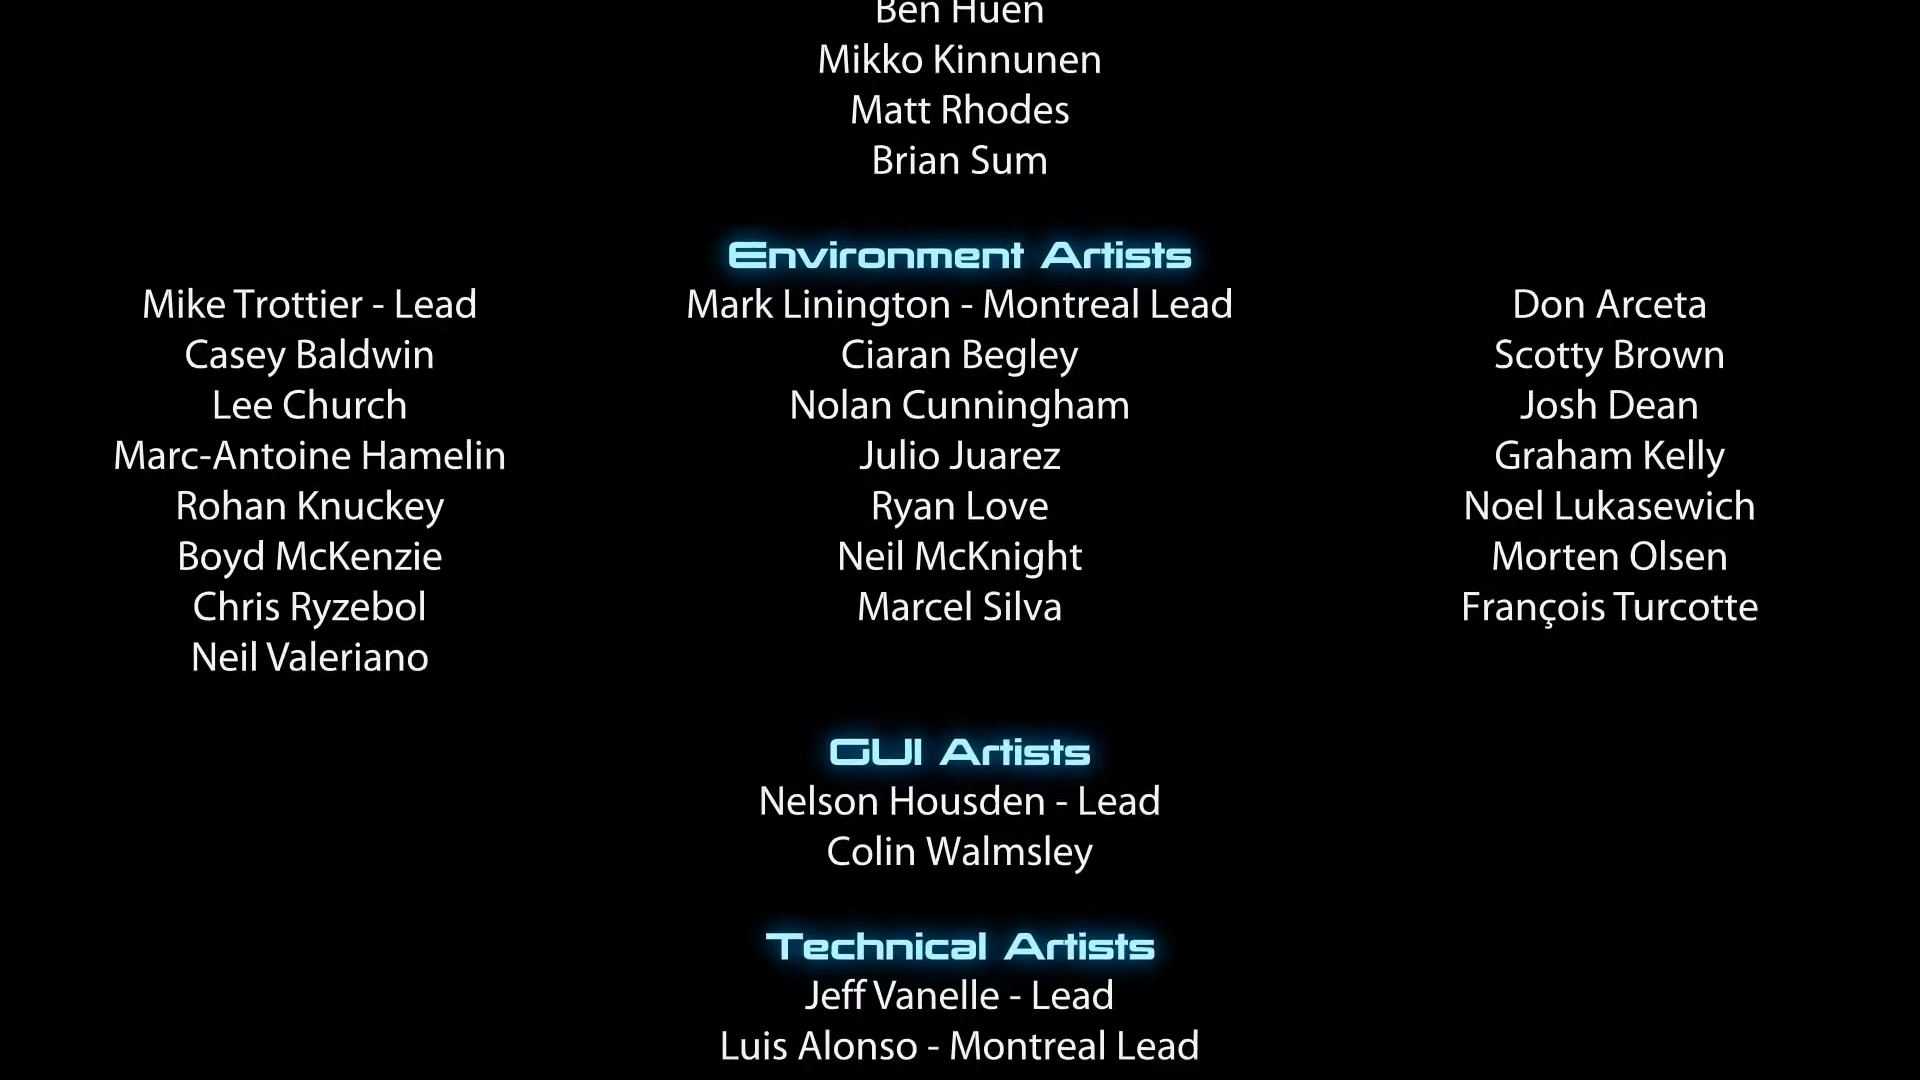 Ben Huen
Mikko Kinnunen
Matt Rhodes
Brian Sum
Environment Artists
Mike Trottier - Lead Mark Linington - Montreal Lead Don Arceta
Casey Baldwin Ciaran Begley Scotty Brown
Lee Church Nolan Cunningham Josh Dean
Marc-Antoine Hamelin Julio Juarez Graham Kelly
Rohan Knuckey Ryan Love Noel Lukasewich
Boyd McKenzie Neil McKnight Morten Olsen
Chris Ryzebol Marcel Silva François Turcotte
Neil Valeriano
GUI Artists
Nelson Housden - Lead
Colin Walmsley
Technical Artists
Jeff Vanelle - Lead
Luis Alonso - Montreal Lead